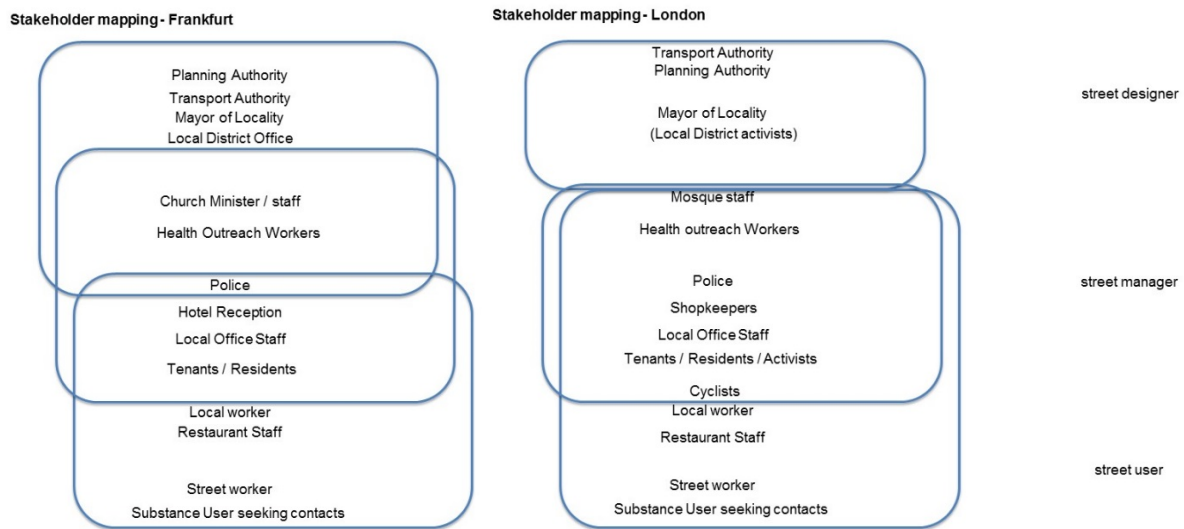 Stakeholder mapping - Frankfurt
Planning Authority
Transport Authority
Mayor of Locality
Local District Office
Church Minister / staff
Health Outreach Workers
Police
Hotel Reception
Local Office Staff
Tenants / Residents
Local worker
Restaurant Staff
Street worker
Substance User seeking contacts
Stakeholder mapping - London
Transport Authority
Planning Authority
Mayor of Locality
(Local District activists)
Mosque staff
Health outreach Workers
Police
Shopkeepers
Local Office Staff
Tenants / Residents / Activists
Cyclists
Local worker
Restaurant Staff
Street worker
Substance User seeking contacts
street designer
street manager
street user